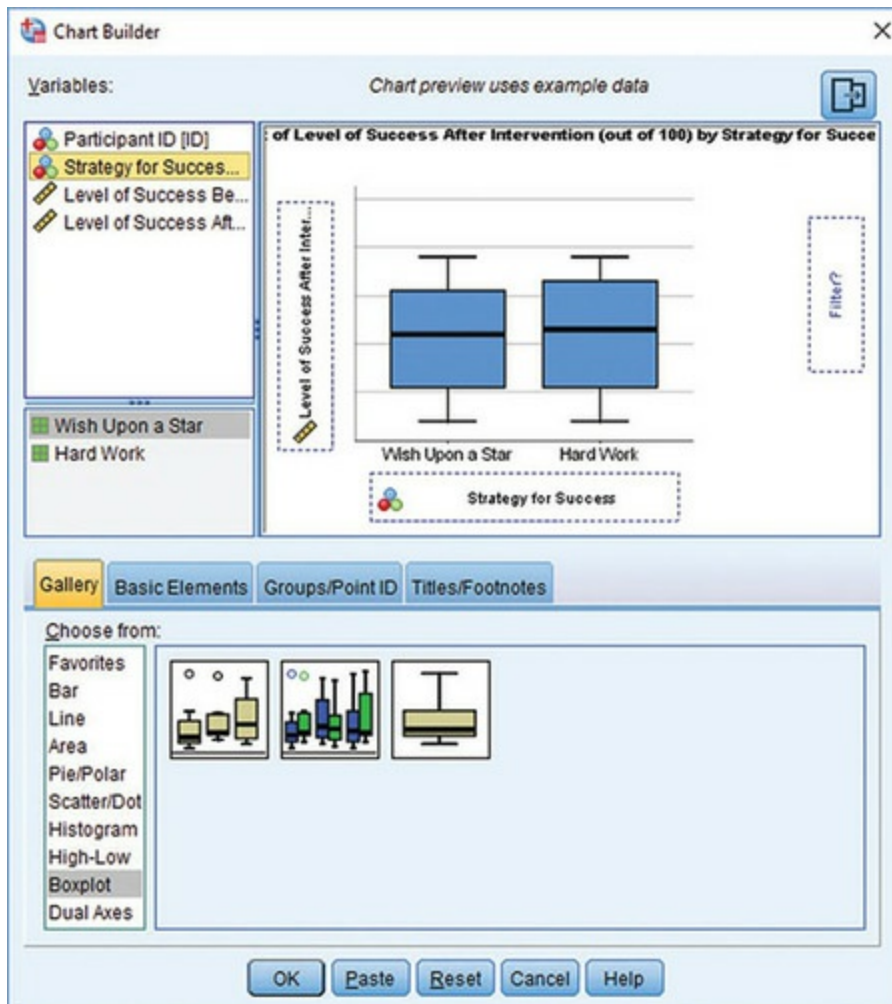 Chart Builder
Variables:
Chart preview uses example data
Participant ID [ID]
Strategy for Succes...
Level of Success Be...
Level of Success Aft...
Wish Upon a Star
Hard Work
: of Level of Success After Intervention (out of 100) by Strategy for Succe
Level of Success After Inter...
Filter?
Wish Upon a Star Hard Work
Strategy for Success
Gallery Basic Elements Groups/Point ID Titles/Footnotes
Choose from:
Favorites
Bar
Line
Area
Pie/Polar
Scatter/Dot
Histogram
High-Low
Boxplot
Dual Axes
OK Paste Reset Cancel Help